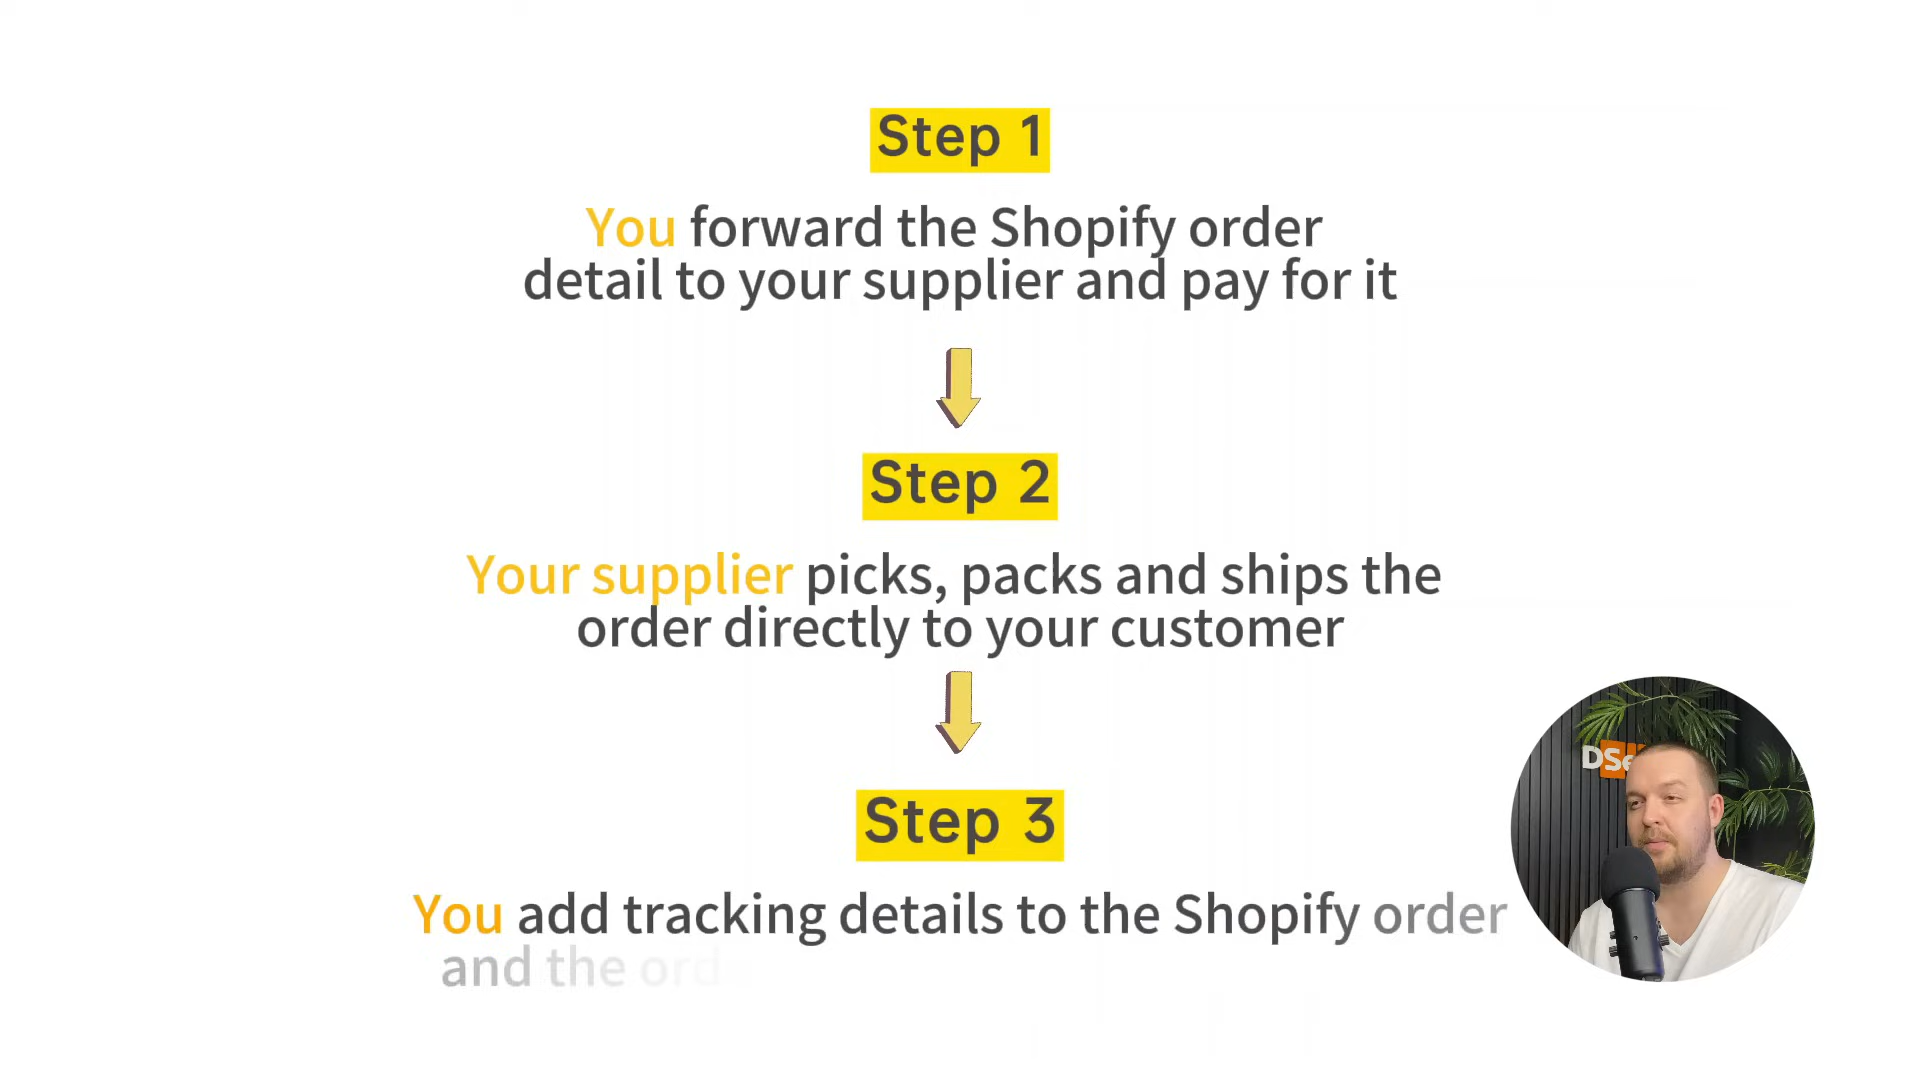 Step 1
You forward the Shopify order
detail to your supplier and pay for it
Step 2
Your supplier picks, packs and ships the
order directly to your customer
Step 3
You add tracking details to the Shopify order
and the
DSe